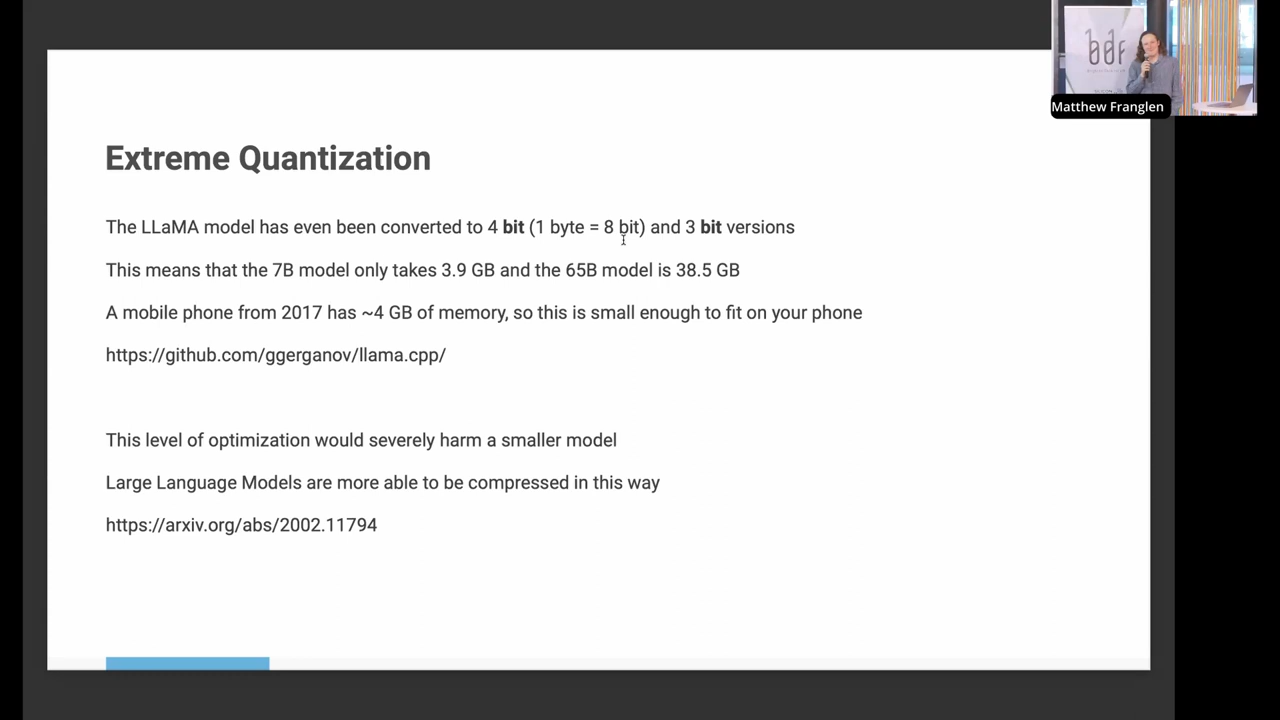 bdf
Matthew Franglen
Extreme Quantization
The LLaMA model has even been converted to 4 bit (1 byte = 8 bit) and 3 bit versions
This means that the 7B model only takes 3.9 GB and the 65B model is 38.5 GB
A mobile phone from 2017 has ~4 GB of memory, so this is small enough to fit on your phone
https://github.com/ggerganov/llama.cpp/
This level of optimization would severely harm a smaller model
Large Language Models are more able to be compressed in this way
https://arxiv.org/abs/2002.11794